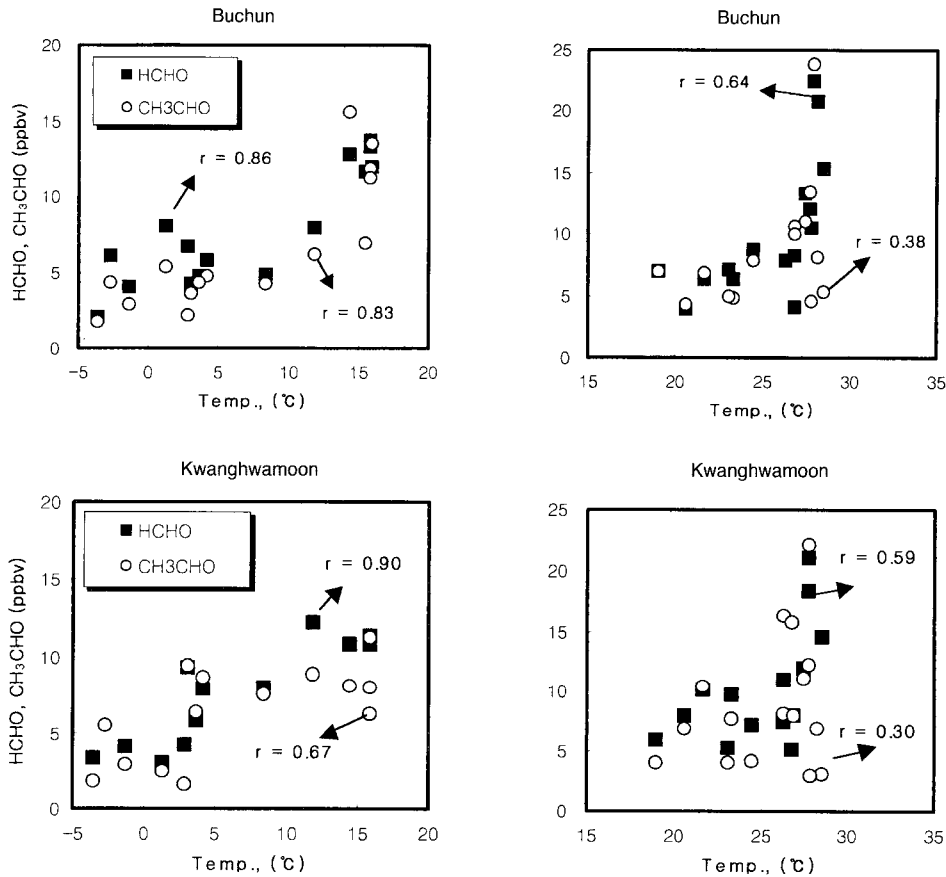 Buchun
20
15
10
5
0
HCHO, CH₃CHO (ppbv)
HCHO
CH3CHO
r = 0.86
r = 0.83
-5 0 5 10 15 20
Temp., (℃)
Buchun
25
20
15
10
5
0
r = 0.64
r = 0.38
15 20 25 30 35
Temp., (℃)
Kwanghwamoon
20
15
10
5
0
HCHO, CH₃CHO (ppbv)
HCHO
CH3CHO
r = 0.90
r = 0.67
-5 0 5 10 15 20
Temp., (℃)
Kwanghwamoon
25
20
15
10
5
0
r = 0.59
r = 0.30
15 20 25 30 35
Temp., (℃)